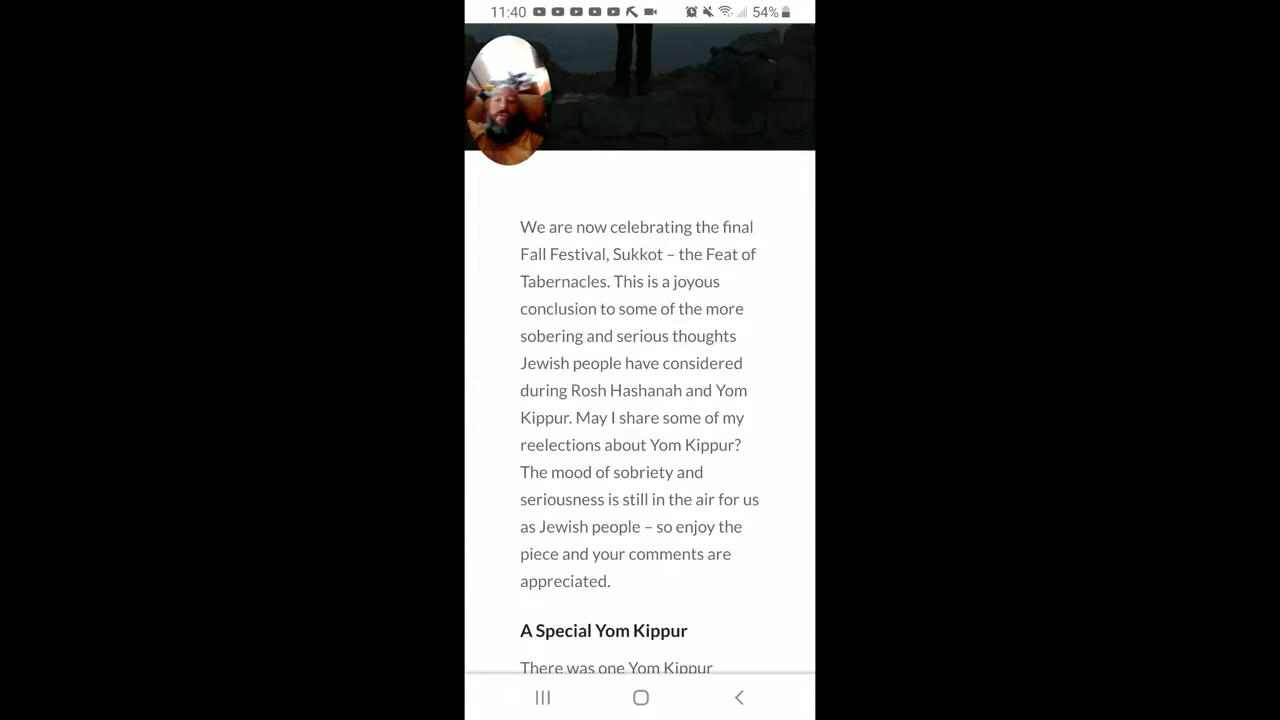 11:40
54%
We are now celebrating the final
Fall Festival, Sukkot – the Feat of
Tabernacles. This is a joyous
conclusion to some of the more
sobering and serious thoughts
Jewish people have considered
during Rosh Hashanah and Yom
Kippur. May I share some of my
reelections about Yom Kippur?
The mood of sobriety and
seriousness is still in the air for us
as Jewish people – so enjoy the
piece and your comments are
appreciated.
A Special Yom Kippur
There was one Yom Kippur